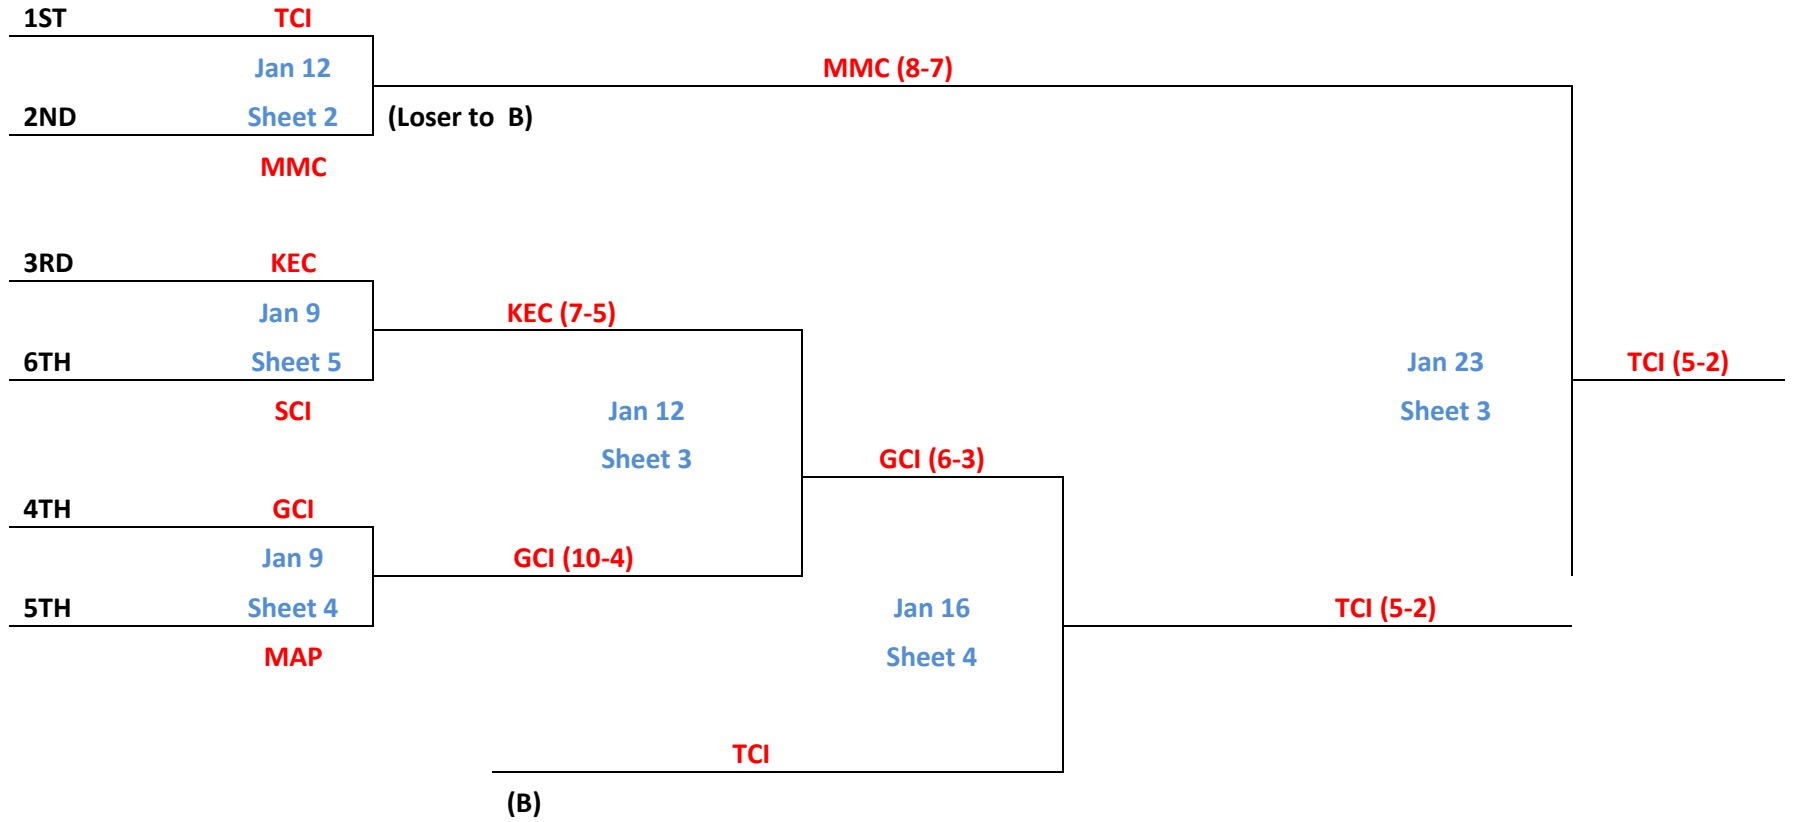 1ST TCI
Jan 12
MMC (8-7)
2ND Sheet 2 (Loser to B)
MMC
3RD KEC
Jan 9 KEC (7-5)
6TH Sheet 5 Jan 23 TCI (5-2)
SCI Jan 12 Sheet 3
Sheet 3 GCI (6-3)
4TH GCI
Jan 9 GCI (10-4)
5TH Sheet 4 Jan 16 TCI (5-2)
MAP Sheet 4
TCI
(B)